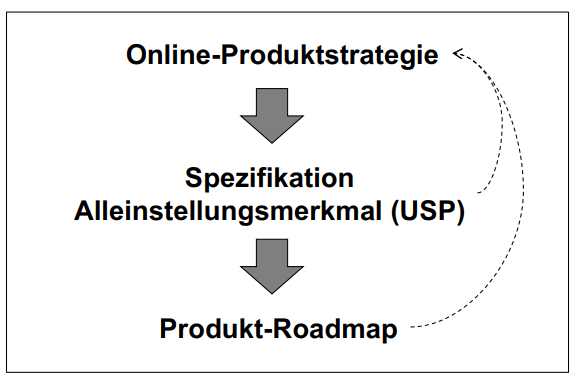 Online-Produktstrategie
Spezifikation
Alleinstellungsmerkmal (USP)
Produkt-Roadmap